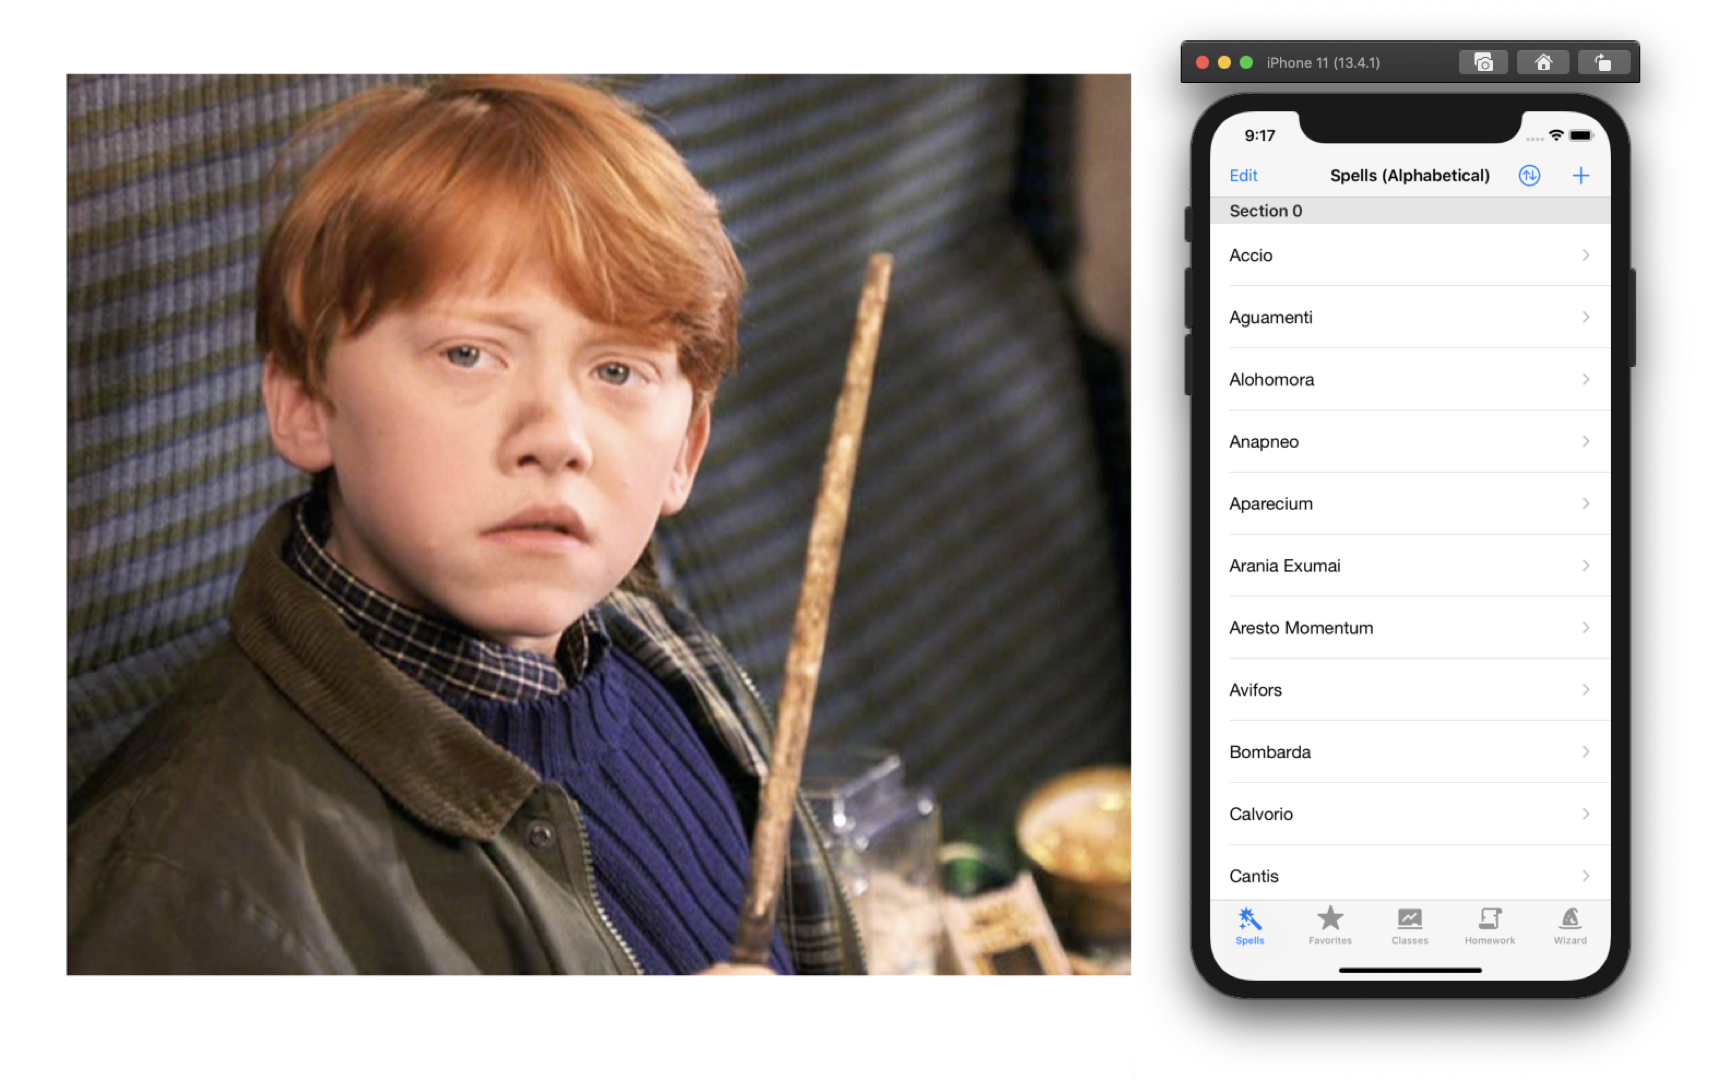 iPhone 11 (13.4.1)
9:17
Edit
Spells (Alphabetical)
Section 0
Accio
Aguamenti
Alohomora
Anapneo
Aparecium
Arania Exumai
Aresto Momentum
Avifors
Bombarda
Calvorio
Cantis
Spells
Favorites
Classes
Homework
Wizard